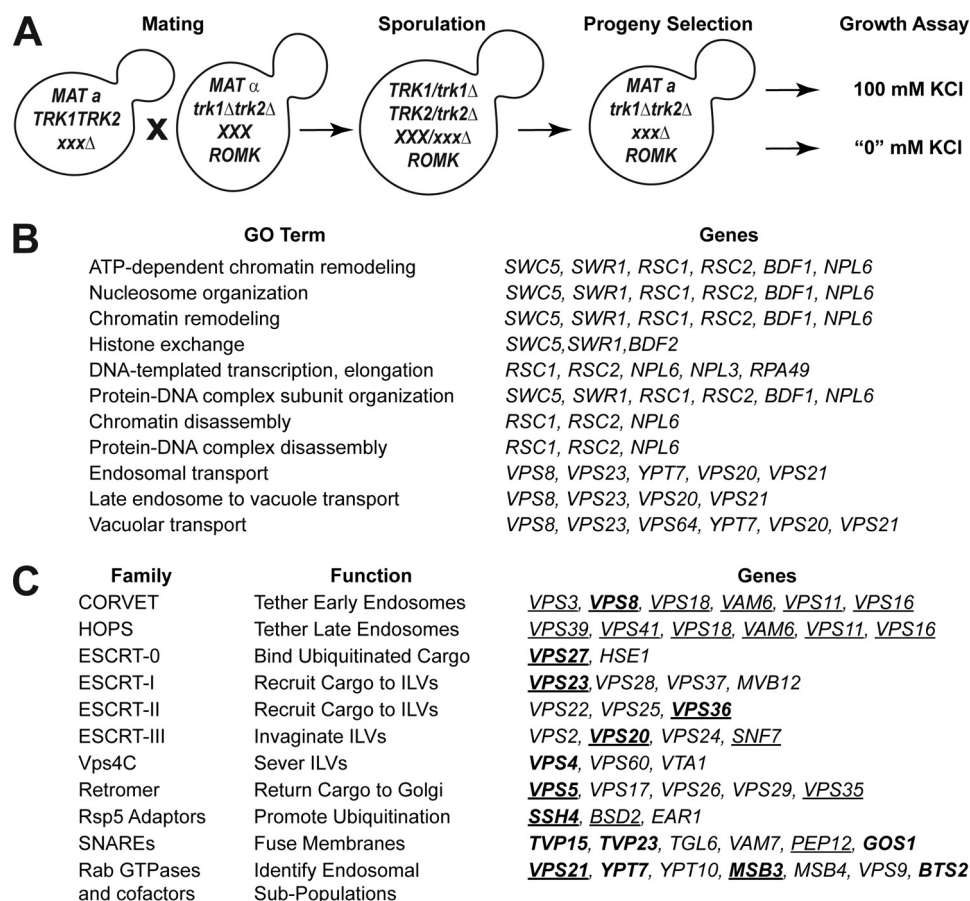 A
Mating
Sporulation
Progeny Selection
Growth Assay
MAT a
TRK1TRK2
xxxΔ
X
MAT α
trk1Δtrk2Δ
XXX
ROMK
TRK1/trk1Δ
TRK2/trk2Δ
XXX/xxxΔ
ROMK
MAT a
trk1Δtrk2Δ
xxxΔ
ROMK
100 mM KCl
“0” mM KCl
B
GO Term Genes
ATP-dependent chromatin remodeling SWC5, SWR1, RSC1, RSC2, BDF1, NPL6
Nucleosome organization SWC5, SWR1, RSC1, RSC2, BDF1, NPL6
Chromatin remodeling SWC5, SWR1, RSC1, RSC2, BDF1, NPL6
Histone exchange SWC5,SWR1,BDF2
DNA-templated transcription, elongation RSC1, RSC2, NPL6, NPL3, RPA49
Protein-DNA complex subunit organization SWC5, SWR1, RSC1, RSC2, BDF1, NPL6
Chromatin disassembly RSC1, RSC2, NPL6
Protein-DNA complex disassembly RSC1, RSC2, NPL6
Endosomal transport VPS8, VPS23, YPT7, VPS20, VPS21
Late endosome to vacuole transport VPS8, VPS23, VPS20, VPS21
Vacuolar transport VPS8, VPS23, VPS64, YPT7, VPS20, VPS21
C
Family Function Genes
CORVET Tether Early Endosomes VPS3, VPS8, VPS18, VAM6, VPS11, VPS16
HOPS Tether Late Endosomes VPS39, VPS41, VPS18, VAM6, VPS11, VPS16
ESCRT-0 Bind Ubiquitinated Cargo VPS27, HSE1
ESCRT-I Recruit Cargo to ILVs VPS23,VPS28, VPS37, MVB12
ESCRT-II Recruit Cargo to ILVs VPS22, VPS25, VPS36
ESCRT-III Invaginate ILVs VPS2, VPS20, VPS24, SNF7
Vps4C Sever ILVs VPS4, VPS60, VTA1
Retromer Return Cargo to Golgi VPS5, VPS17, VPS26, VPS29, VPS35
Rsp5 Adaptors Promote Ubiquitination SSH4, BSD2, EAR1
SNAREs Fuse Membranes TVP15, TVP23, TGL6, VAM7, PEP12, GOS1
Rab GTPases Identify Endosomal VPS21, YPT7, YPT10, MSB3, MSB4, VPS9, BTS2
and cofactors Sub-Populations